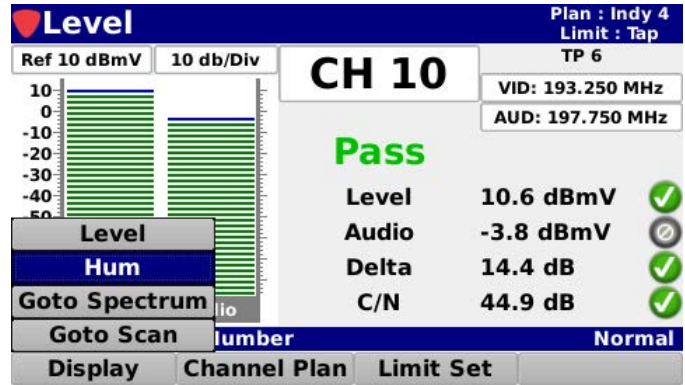 Level
Plan : Indy 4
Limit : Tap
Ref 10 dBmV
10 db/Div
CH 10
TP 6
VID: 193.250 MHz
AUD: 197.750 MHz
10
0
-10
-20
-30
-40
-50
Pass
Level 10.6 dBmV
Audio -3.8 dBmV
Delta 14.4 dB
C/N 44.9 dB
Level
Hum
Goto Spectrum
Goto Scan
Normal
Display
Channel Plan
Limit Set